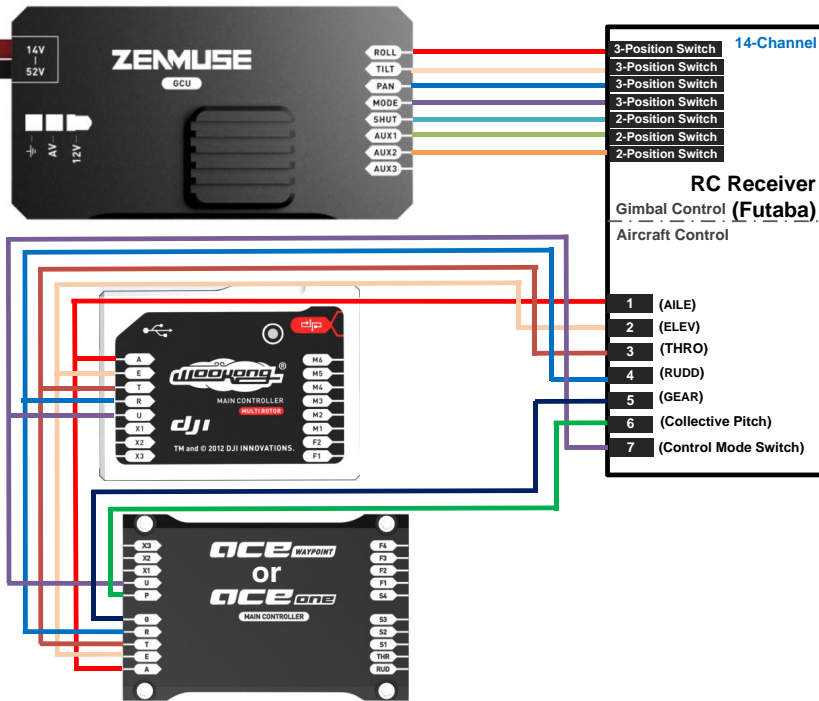 14V
|
52V
ZENMUSE
GCU
AV
12V
ROLL
TILT
PAN
MODE
SHUT
AUX1
AUX2
AUX3
14-Channel
3-Position Switch
3-Position Switch
3-Position Switch
3-Position Switch
2-Position Switch
2-Position Switch
2-Position Switch
RC Receiver
Gimbal Control (Futaba)
Aircraft Control
1 (AILE)
2 (ELEV)
3 (THRO)
4 (RUDD)
5 (GEAR)
6 (Collective Pitch)
7 (Control Mode Switch)
A
E
T
R
U
X1
X2
X3
WooKong®
MAIN CONTROLLER
MULTI ROTOR
dji
TM and © 2012 DJI INNOVATIONS.
M6
M5
M4
M3
M2
M1
F2
F1
X3
X2
X1
U
P
G
R
T
E
A
ace WAYPOINT
or
ace one
MAIN CONTROLLER
F4
F3
F2
F1
S4
S3
S2
S1
THR
RUD